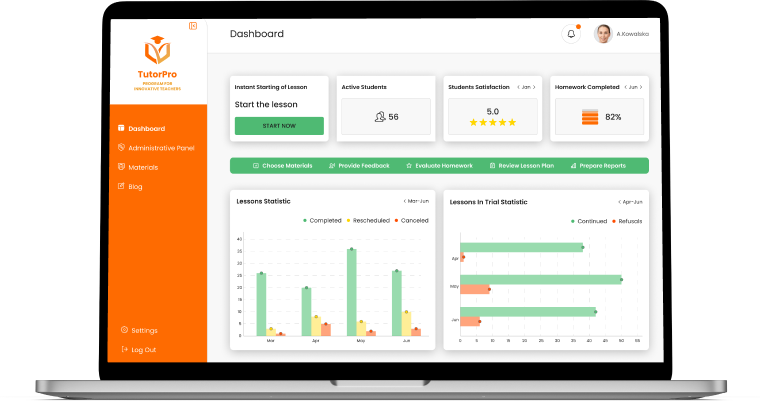 Dashboard
A.Kowalska
TutorPro
PREMIUM FOR
INNOVATIVE TEACHERS
Dashboard
Administrative Panel
Materials
Blog
Settings
Log Out
Instant Starting of Lesson
Start the lesson
START NOW
Active Students
56
Students Satisfaction
< Jan >
5.0
Homework Completed
< Jun >
82%
Choose Materials
Provide Feedback
Evaluate Homework
Review Lesson Plan
Prepare Reports
Lessons Statistic
< Mar-Jun
Completed
Rescheduled
Canceled
40
35
30
25
20
15
10
5
0
Mar
Apr
May
Jun
Lessons In Trial Statistic
< Apr-Jun
Continued
Refusals
Apr
May
Jun
0 5 10 15 20 25 30 35 40 45 50 55